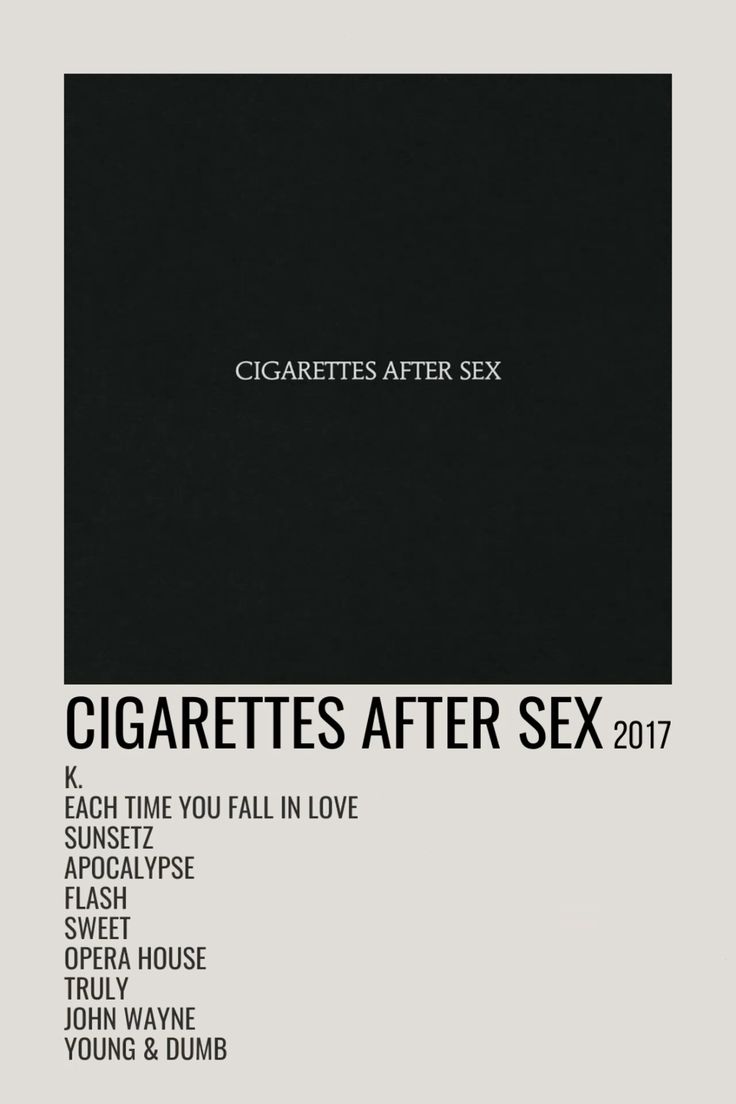 CIGARETTES AFTER SEX
CIGARETTES AFTER SEX 2017
K.
EACH TIME YOU FALL IN LOVE
SUNSETZ
APOCALYPSE
FLASH
SWEET
OPERA HOUSE
TRULY
JOHN WAYNE
YOUNG & DUMB